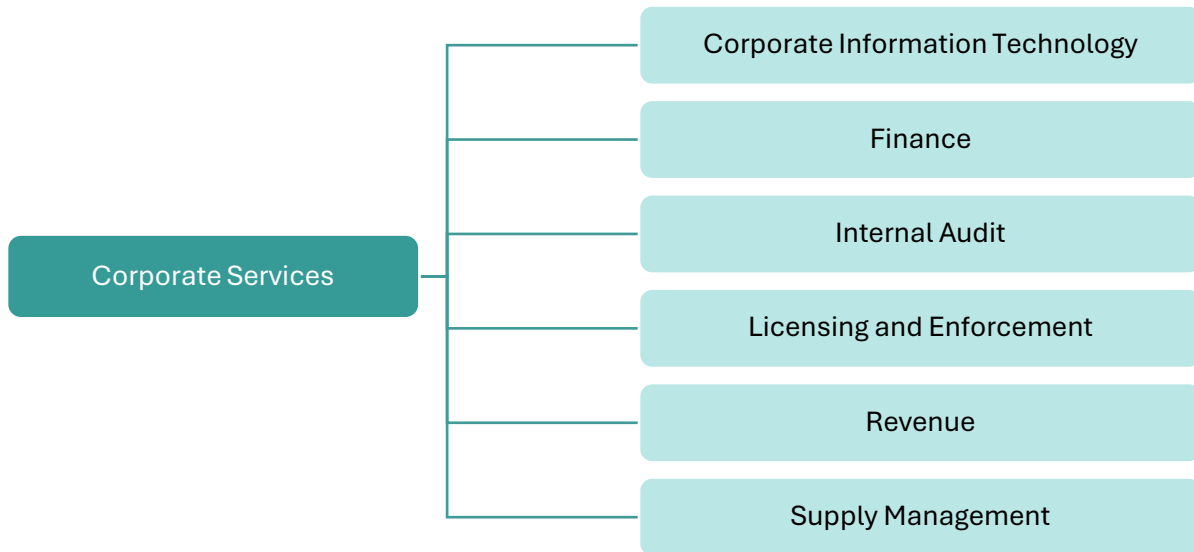 Corporate Information Technology
Finance
Internal Audit
Corporate Services
Licensing and Enforcement
Revenue
Supply Management